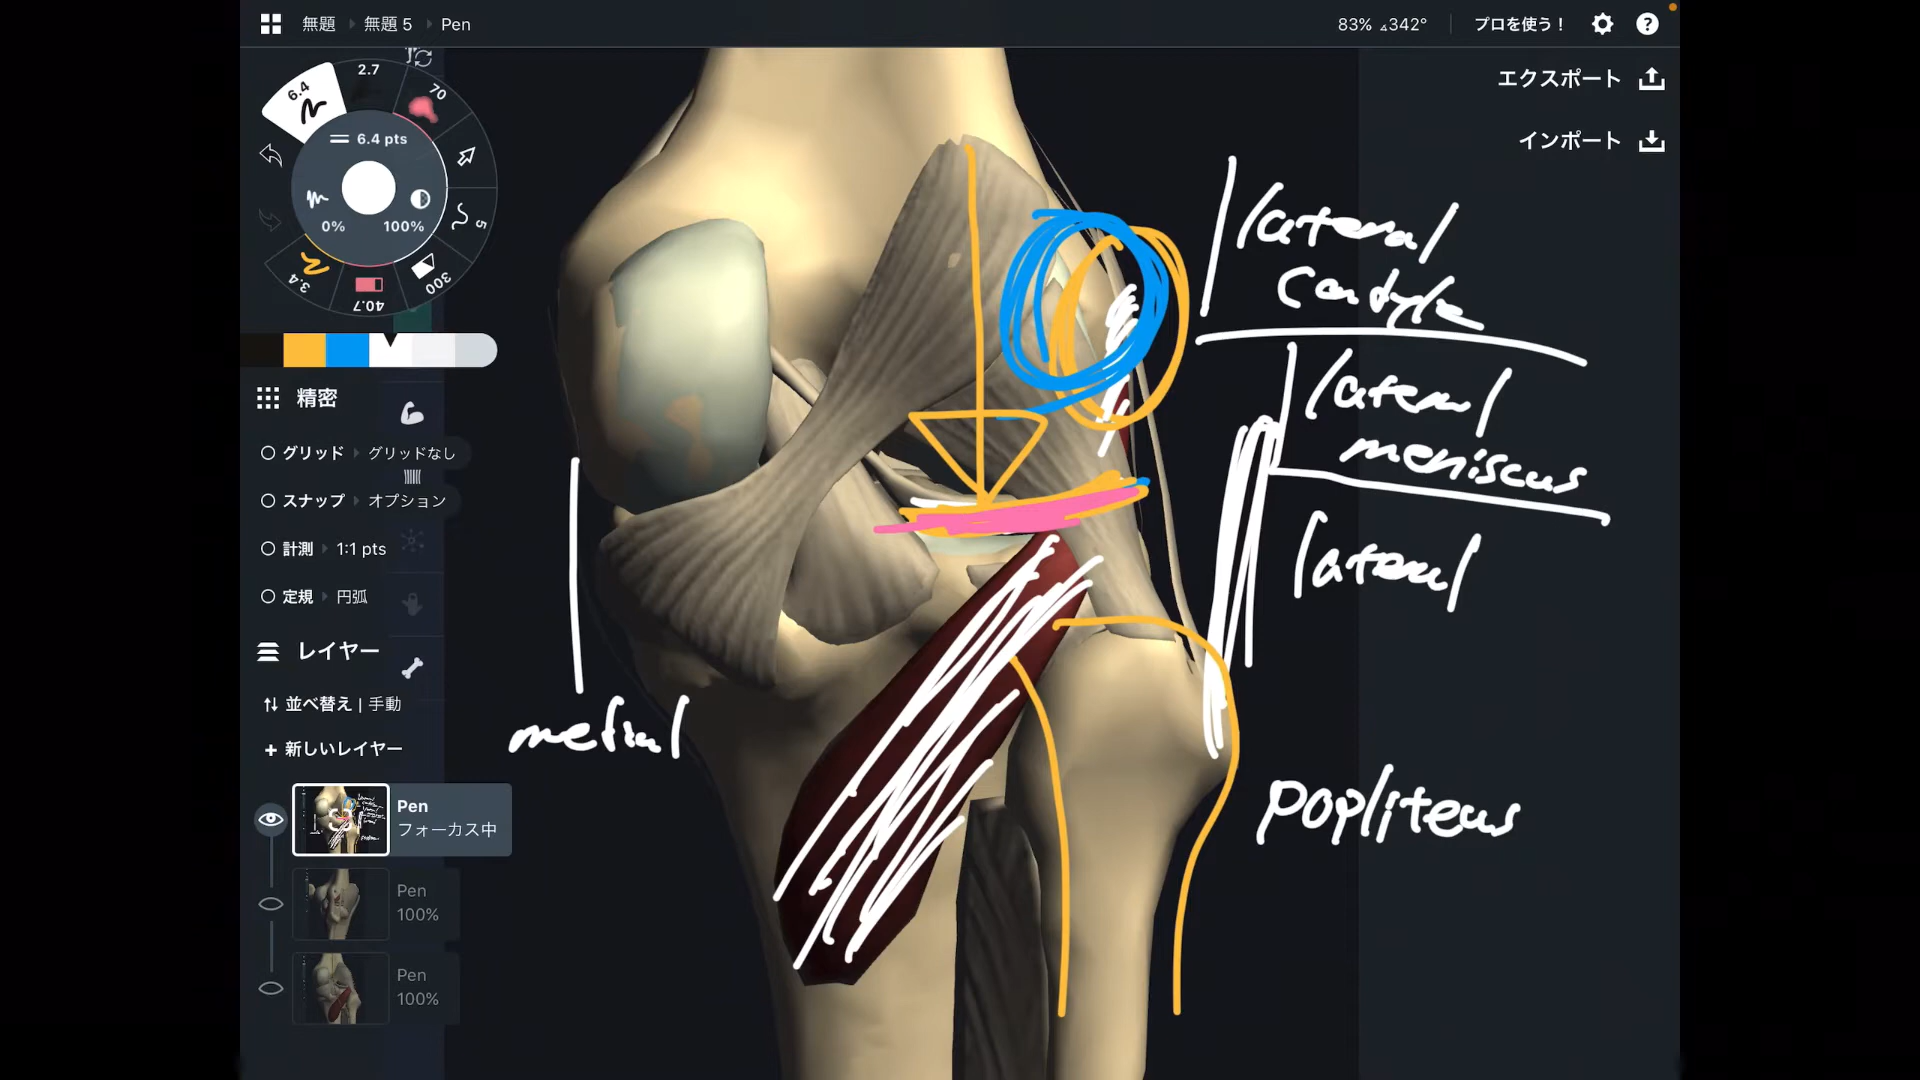 無題 無題 5 Pen
83% ⊿342° プロを使う！
エクスポート
インポート
2.7
6.4
70
6.4 pts
0% 100%
5
3.4
40.7
300
精密
グリッド グリッドなし
スナップ オプション
計測 1:1 pts
定規 円弧
レイヤー
並べ替え | 手動
+ 新しいレイヤー
Pen
フォーカス中
Pen
100%
Pen
100%
lateral
condyle
lateral
meniscus
lateral
medial
popliteus